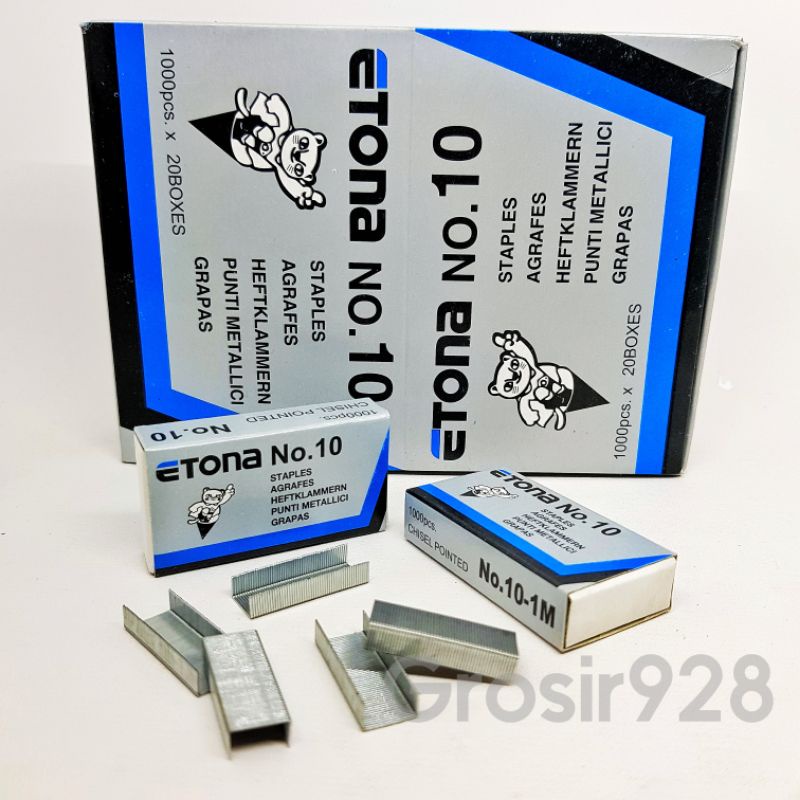 1000pcs. x 20BOXES
ETONA NO.10
STAPLES
AGRAFES
HEFTKLAMMERN
PUNTI METALLICI
GRAPAS
ETONA NO.10
STAPLES
AGRAFES
HEFTKLAMMERN
PUNTI METALLICI
GRAPAS
1000pcs. x 20BOXES
1000pcs.
CHISEL POINTED
No.10
ETONA No.10
STAPLES
AGRAFES
HEFTKLAMMERN
PUNTI METALLICI
GRAPAS
ETONA No.10
STAPLES
AGRAFES
HEFTKLAMMERN
PUNTI METALLICI
GRAPAS
1000pcs.
CHISEL POINTED
No.10-1M
Grosir928